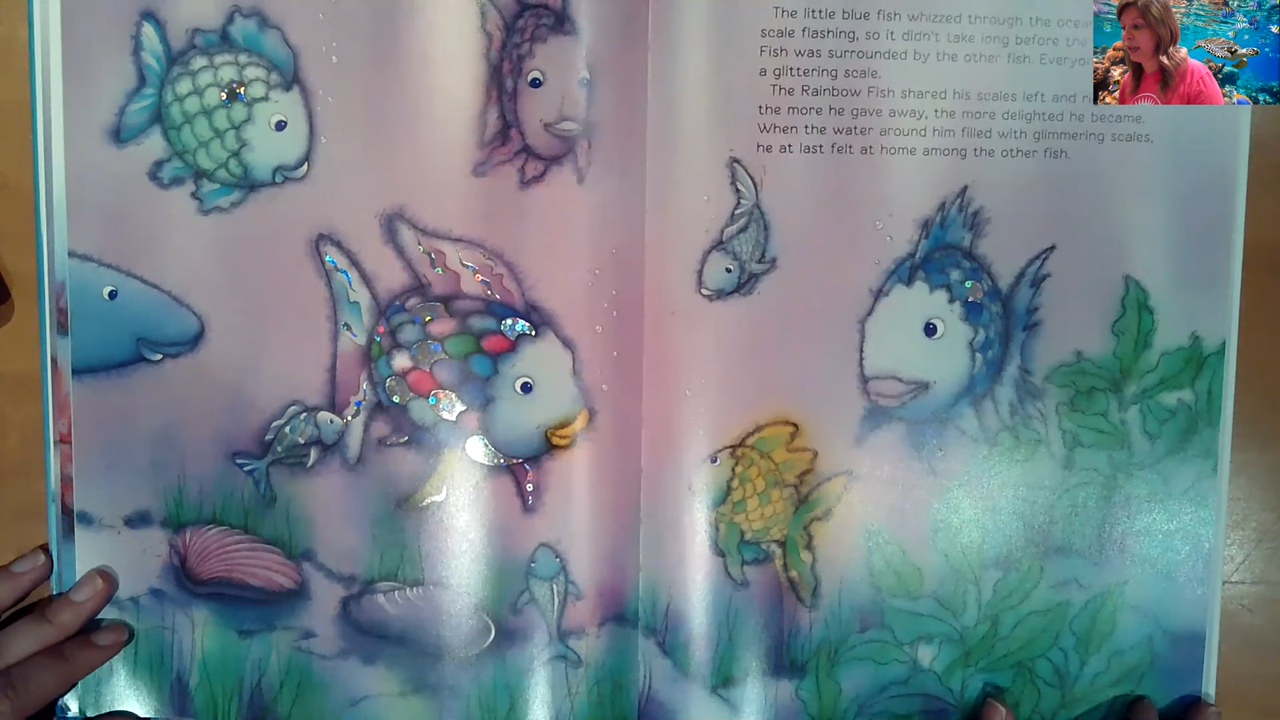 The little blue fish whizzed through the
scale flashing, so it didn't take long before the
Fish was surrounded by the other fish.
a glittering scale.
The Rainbow Fish shared his scales left and
the more he gave away, the more delighted he became.
When the water around him filled with glimmering scales,
he at last felt at home among the other fish.